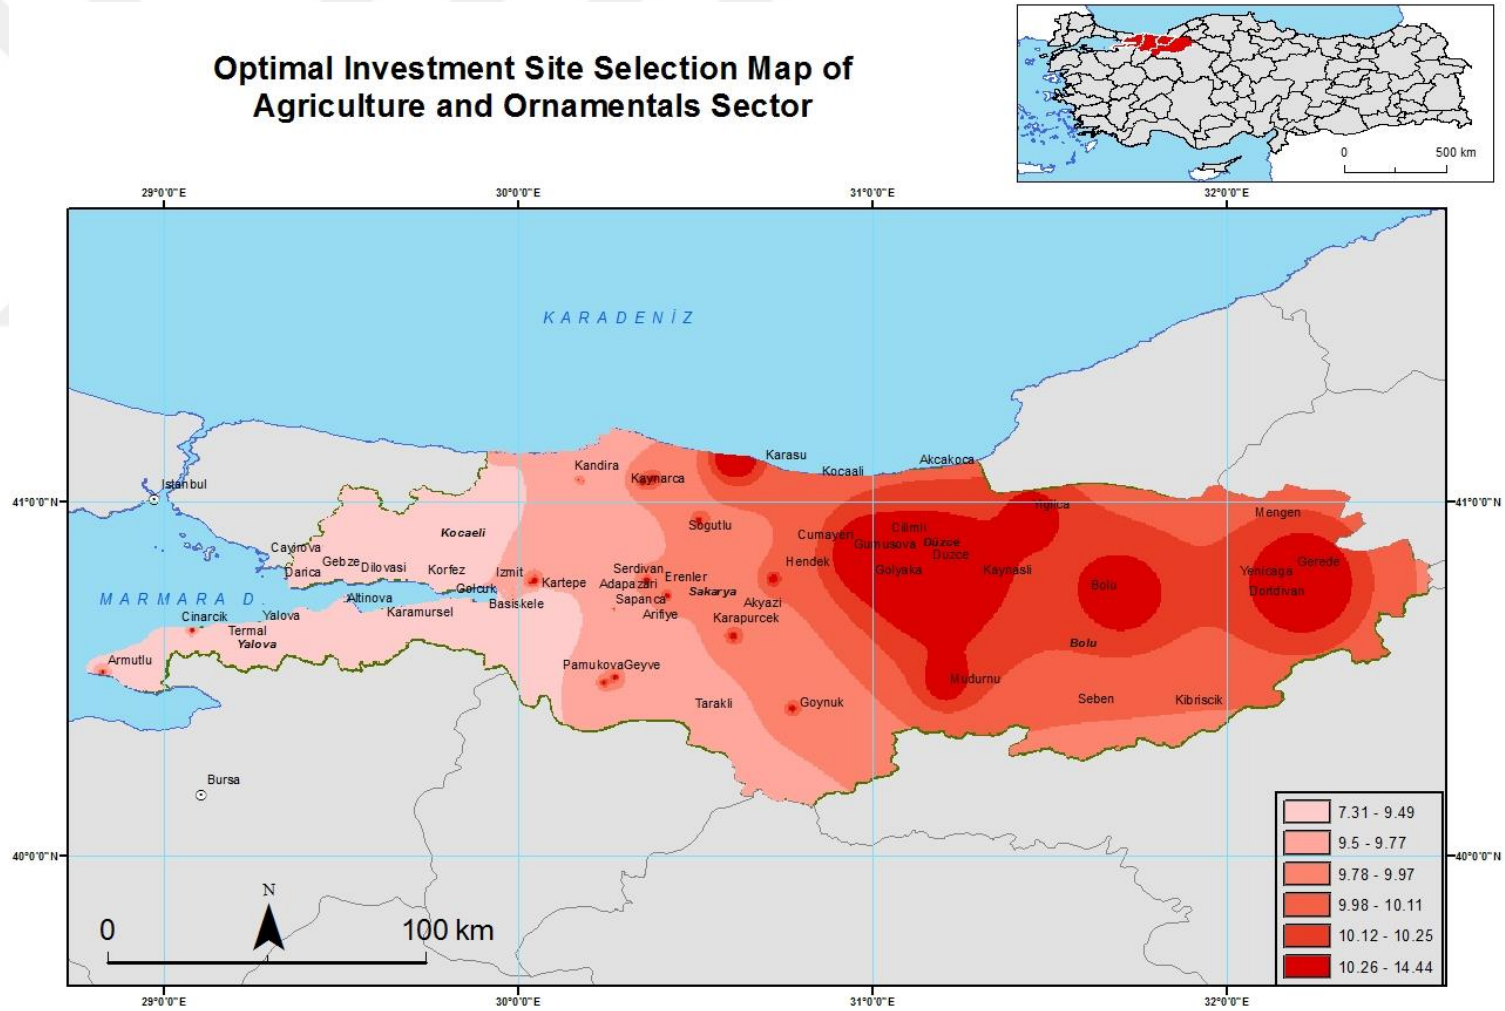 Optimal Investment Site Selection Map of
Agriculture and Ornamentals Sector
0 500 km
29°0'0"E 30°0'0"E 31°0'0"E 32°0'0"E
KARADENİZ
Karasu
Akcakoca
Kandira
Kocaali
Kaynarca
Istanbul
41°0'0"N 41°0'0"N
Yigilca
Mengen
Sogutlu
Cilimli
Kocaeli
Cumayeri
Gumusova Düzce
Cayirova
Duzce
Gebze Dilovasi
Hendek
Gerede
Darica
Korfez
Izmit
Serdivan
Golyaka
Kaynasli
Yenicaga
Kartepe
Adapazari Erenler
Bolu
Golcuk
Sakarya
Dortdivan
MARMARA D.
Altinova
Basiskele
Sapanca
Akyazi
Cinarcik
Yalova
Karamursel
Arifiye
Karapurcek
Termal
Yalova
Bolu
Armutlu
Pamukova Geyve
Mudurnu
Tarakli
Goynuk
Seben
Kibriscik
Bursa
7.31 - 9.49
9.5 - 9.77
40°0'0"N 40°0'0"N
9.78 - 9.97
N
9.98 - 10.11
0 100 km
10.12 - 10.25
10.26 - 14.44
29°0'0"E 30°0'0"E 31°0'0"E 32°0'0"E